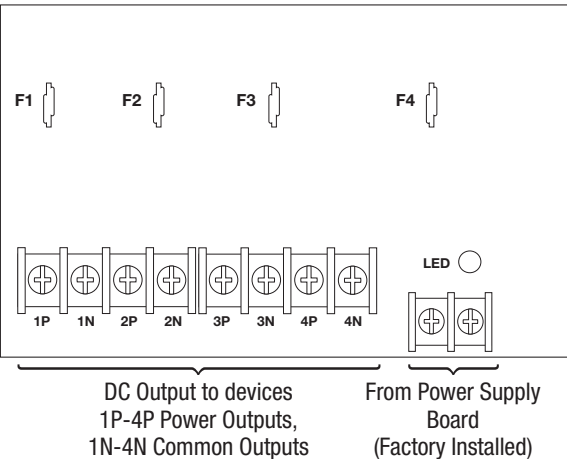 F1 F2 F3 F4
LED
1P 1N 2P 2N 3P 3N 4P 4N
DC Output to devices
1P-4P Power Outputs,
1N-4N Common Outputs
From Power Supply
Board
(Factory Installed)